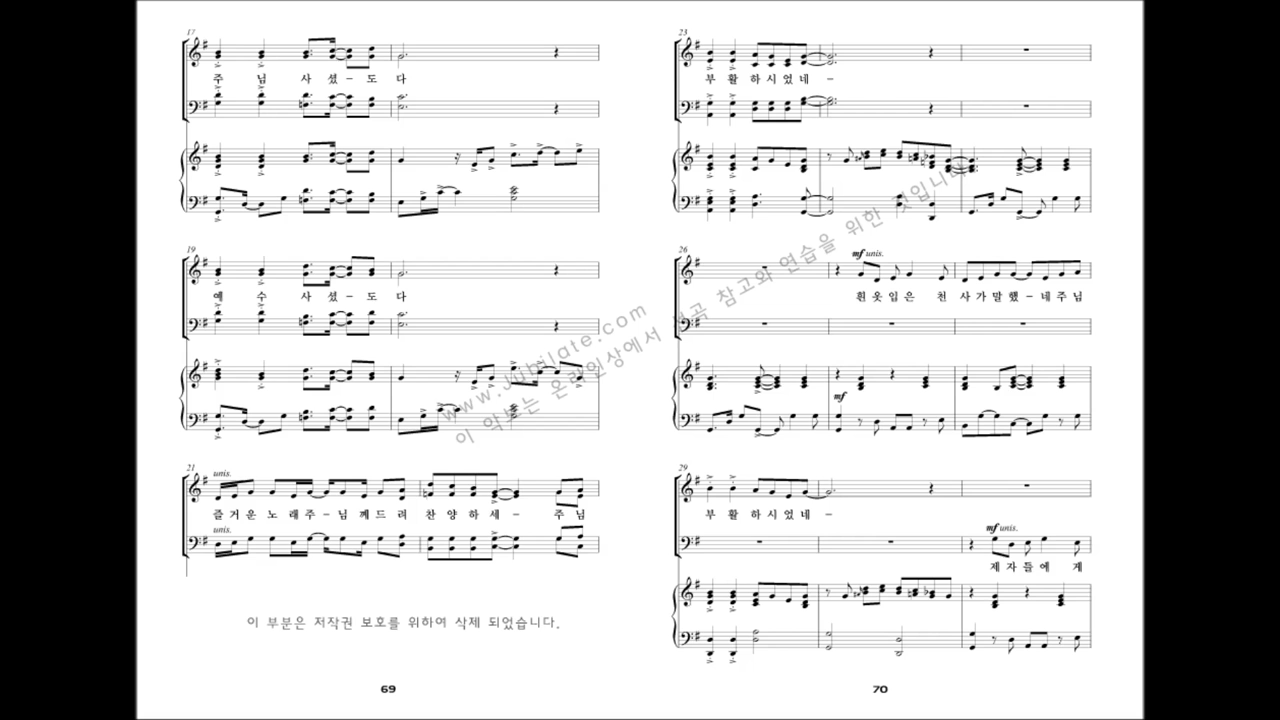 17
주 님 사 셨 – 도 다
19
예 수 사 셨 – 도 다
21
unis.
즐거운 노 래주–님께드 려 찬 양 하 세 – 주 님
unis.
이 부분은 저작권 보호를 위하여 삭제 되었습니다.
69
23
부 활 하 시 었 네 –
26
mf unis.
흰 옷 입 은 천 사가말했–네주님
mf
29
부 활 하 시 었 네 –
mf unis.
제 자 들 에 게
70
www.Jubilate.com
이 악보는 온라인상에서 선곡 참고와 연습을 위한 것입니다